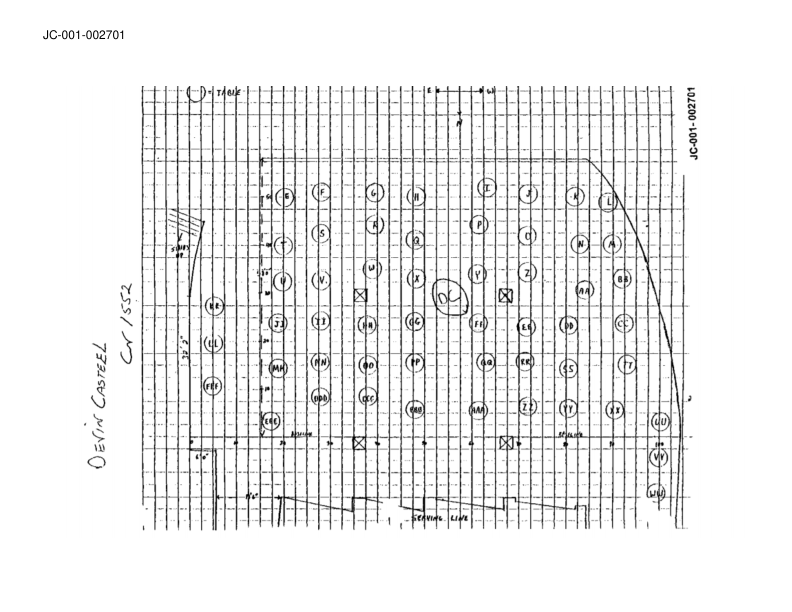 JC-001-002701
= TABLE
E W
N
JC-001-002701
E F G H I J K L
T S R Q P O N M
STAIRS
UP
U V. W X Y Z AA BB
DC
KK JJ II HH GG FF EE DD CC
LL MM NN OO PP QQ RR SS TT
FFF EEE DDD CCC BBB AAA ZZ YY XX
UU
VV
WW
SERVING LINE
DEVIN CASTEEL
CV 1552